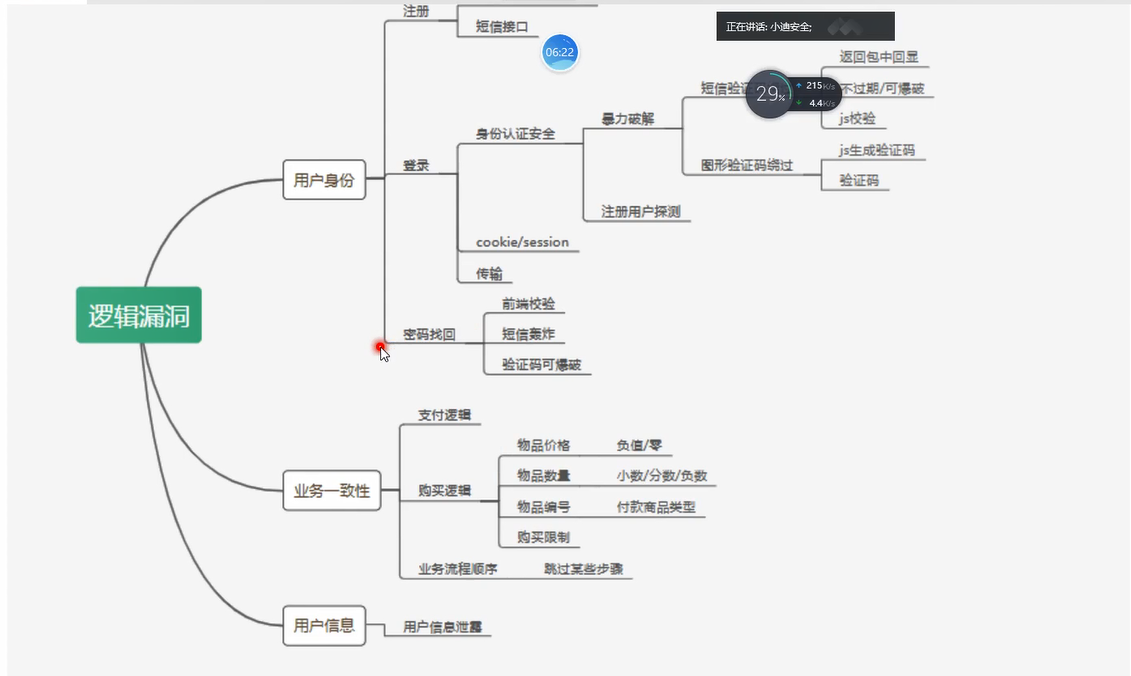 注册
短信接口
正在讲话: 小迪安全;
06:22
返回包中回显
短信验证
29%
215K/s
4.4K/s
不过期/可爆破
js校验
暴力破解
身份认证安全
图形验证码绕过
js生成验证码
验证码
登录
用户身份
注册用户探测
cookie/session
传输
前端校验
逻辑漏洞
密码找回
短信轰炸
验证码可爆破
支付逻辑
物品价格 负值/零
物品数量 小数/分数/负数
业务一致性
购买逻辑
物品编号 付款商品类型
购买限制
业务流程顺序 跳过某些步骤
用户信息
用户信息泄露